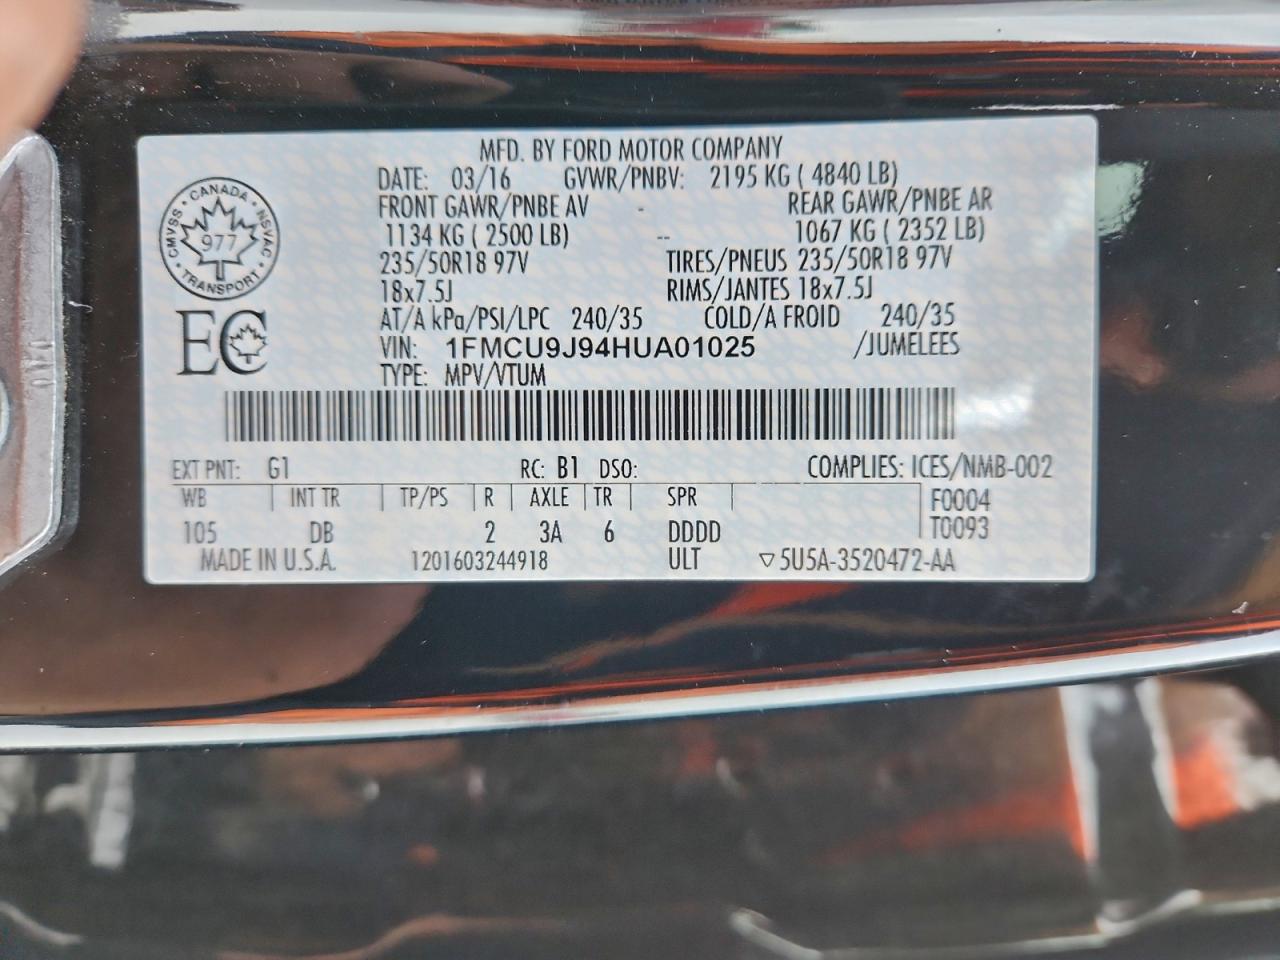 MFD. BY FORD MOTOR COMPANY
DATE: 03/16 GVWR/PNBV: 2195 KG ( 4840 LB)
FRONT GAWR/PNBE AV - REAR GAWR/PNBE AR
1134 KG ( 2500 LB) -- 1067 KG ( 2352 LB)
235/50R18 97V TIRES/PNEUS 235/50R18 97V
18x7.5J RIMS/JANTES 18x7.5J
AT/A kPa/PSI/LPC 240/35 COLD/A FROID 240/35
VIN: 1FMCU9J94HUA01025 /JUMELEES
TYPE: MPV/VTUM
CANADA
CMVSS · NSVAC
977
TRANSPORT
EC
EXT PNT: G1 RC: B1 DSO: COMPLIES: ICES/NMB-002
WB INT TR TP/PS R AXLE TR SPR F0004
105 DB 2 3A 6 DDDD T0093
MADE IN U.S.A. 1201603244918 ULT ▽5U5A-3520472-AA